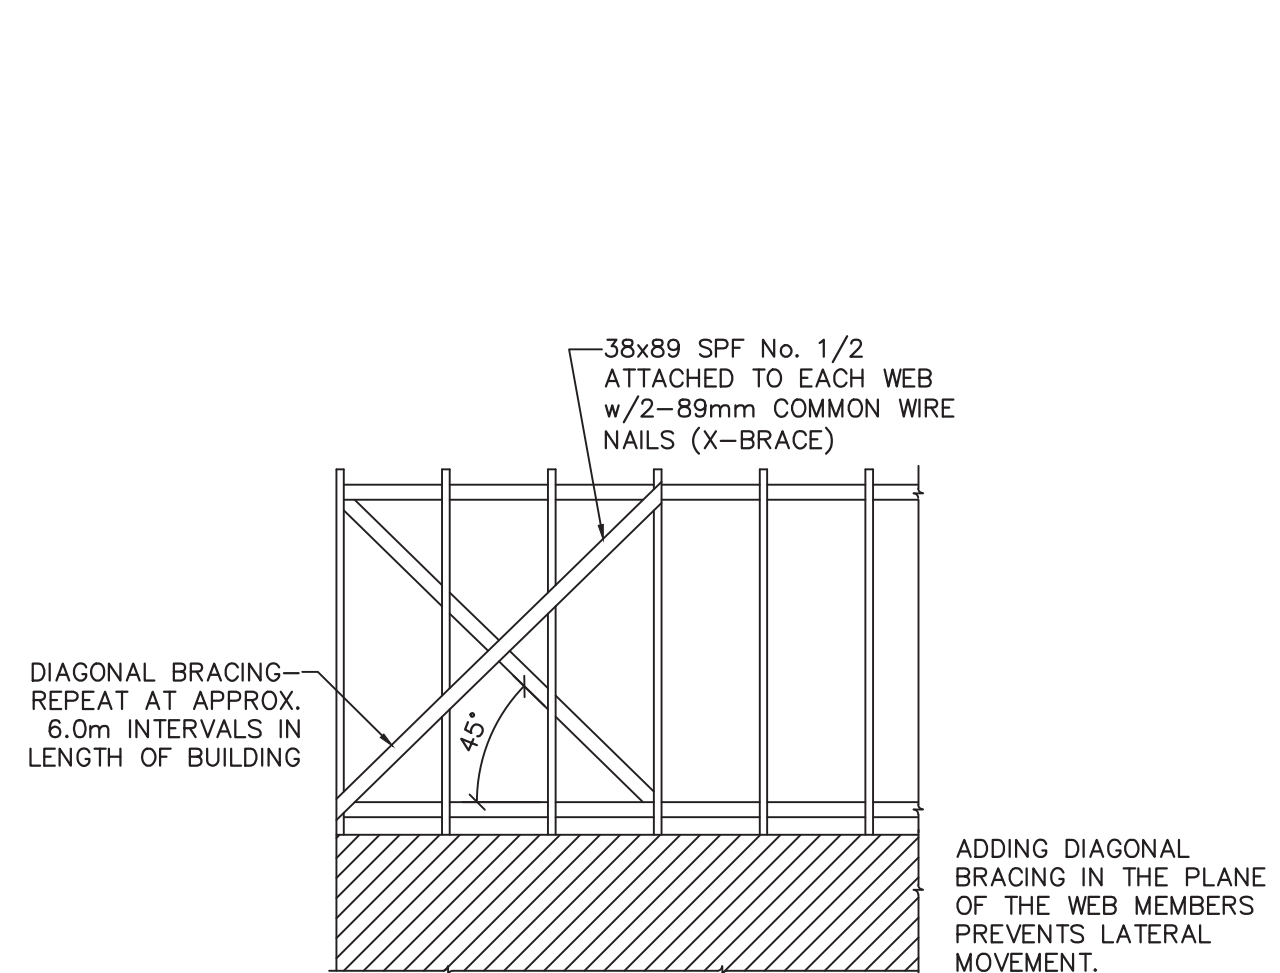 38x89 SPF No. 1/2
ATTACHED TO EACH WEB
w/2-89mm COMMON WIRE
NAILS (X-BRACE)
DIAGONAL BRACING
REPEAT AT APPROX.
6.0m INTERVALS IN
LENGTH OF BUILDING
45°
ADDING DIAGONAL
BRACING IN THE PLANE
OF THE WEB MEMBERS
PREVENTS LATERAL
MOVEMENT.